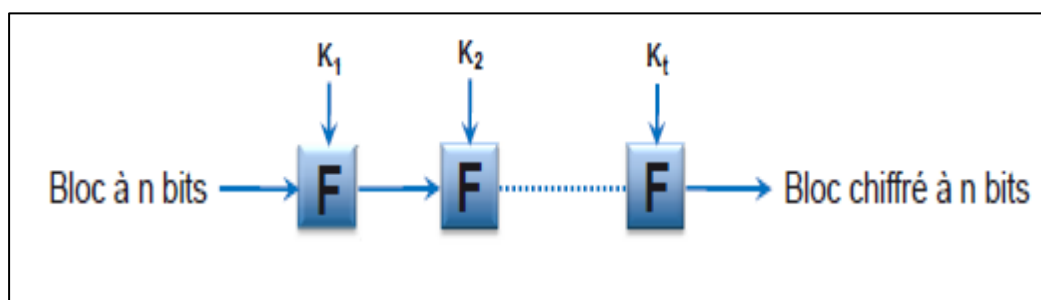 K₁ K₂ Kₜ
Bloc à n bits F F F Bloc chiffré à n bits